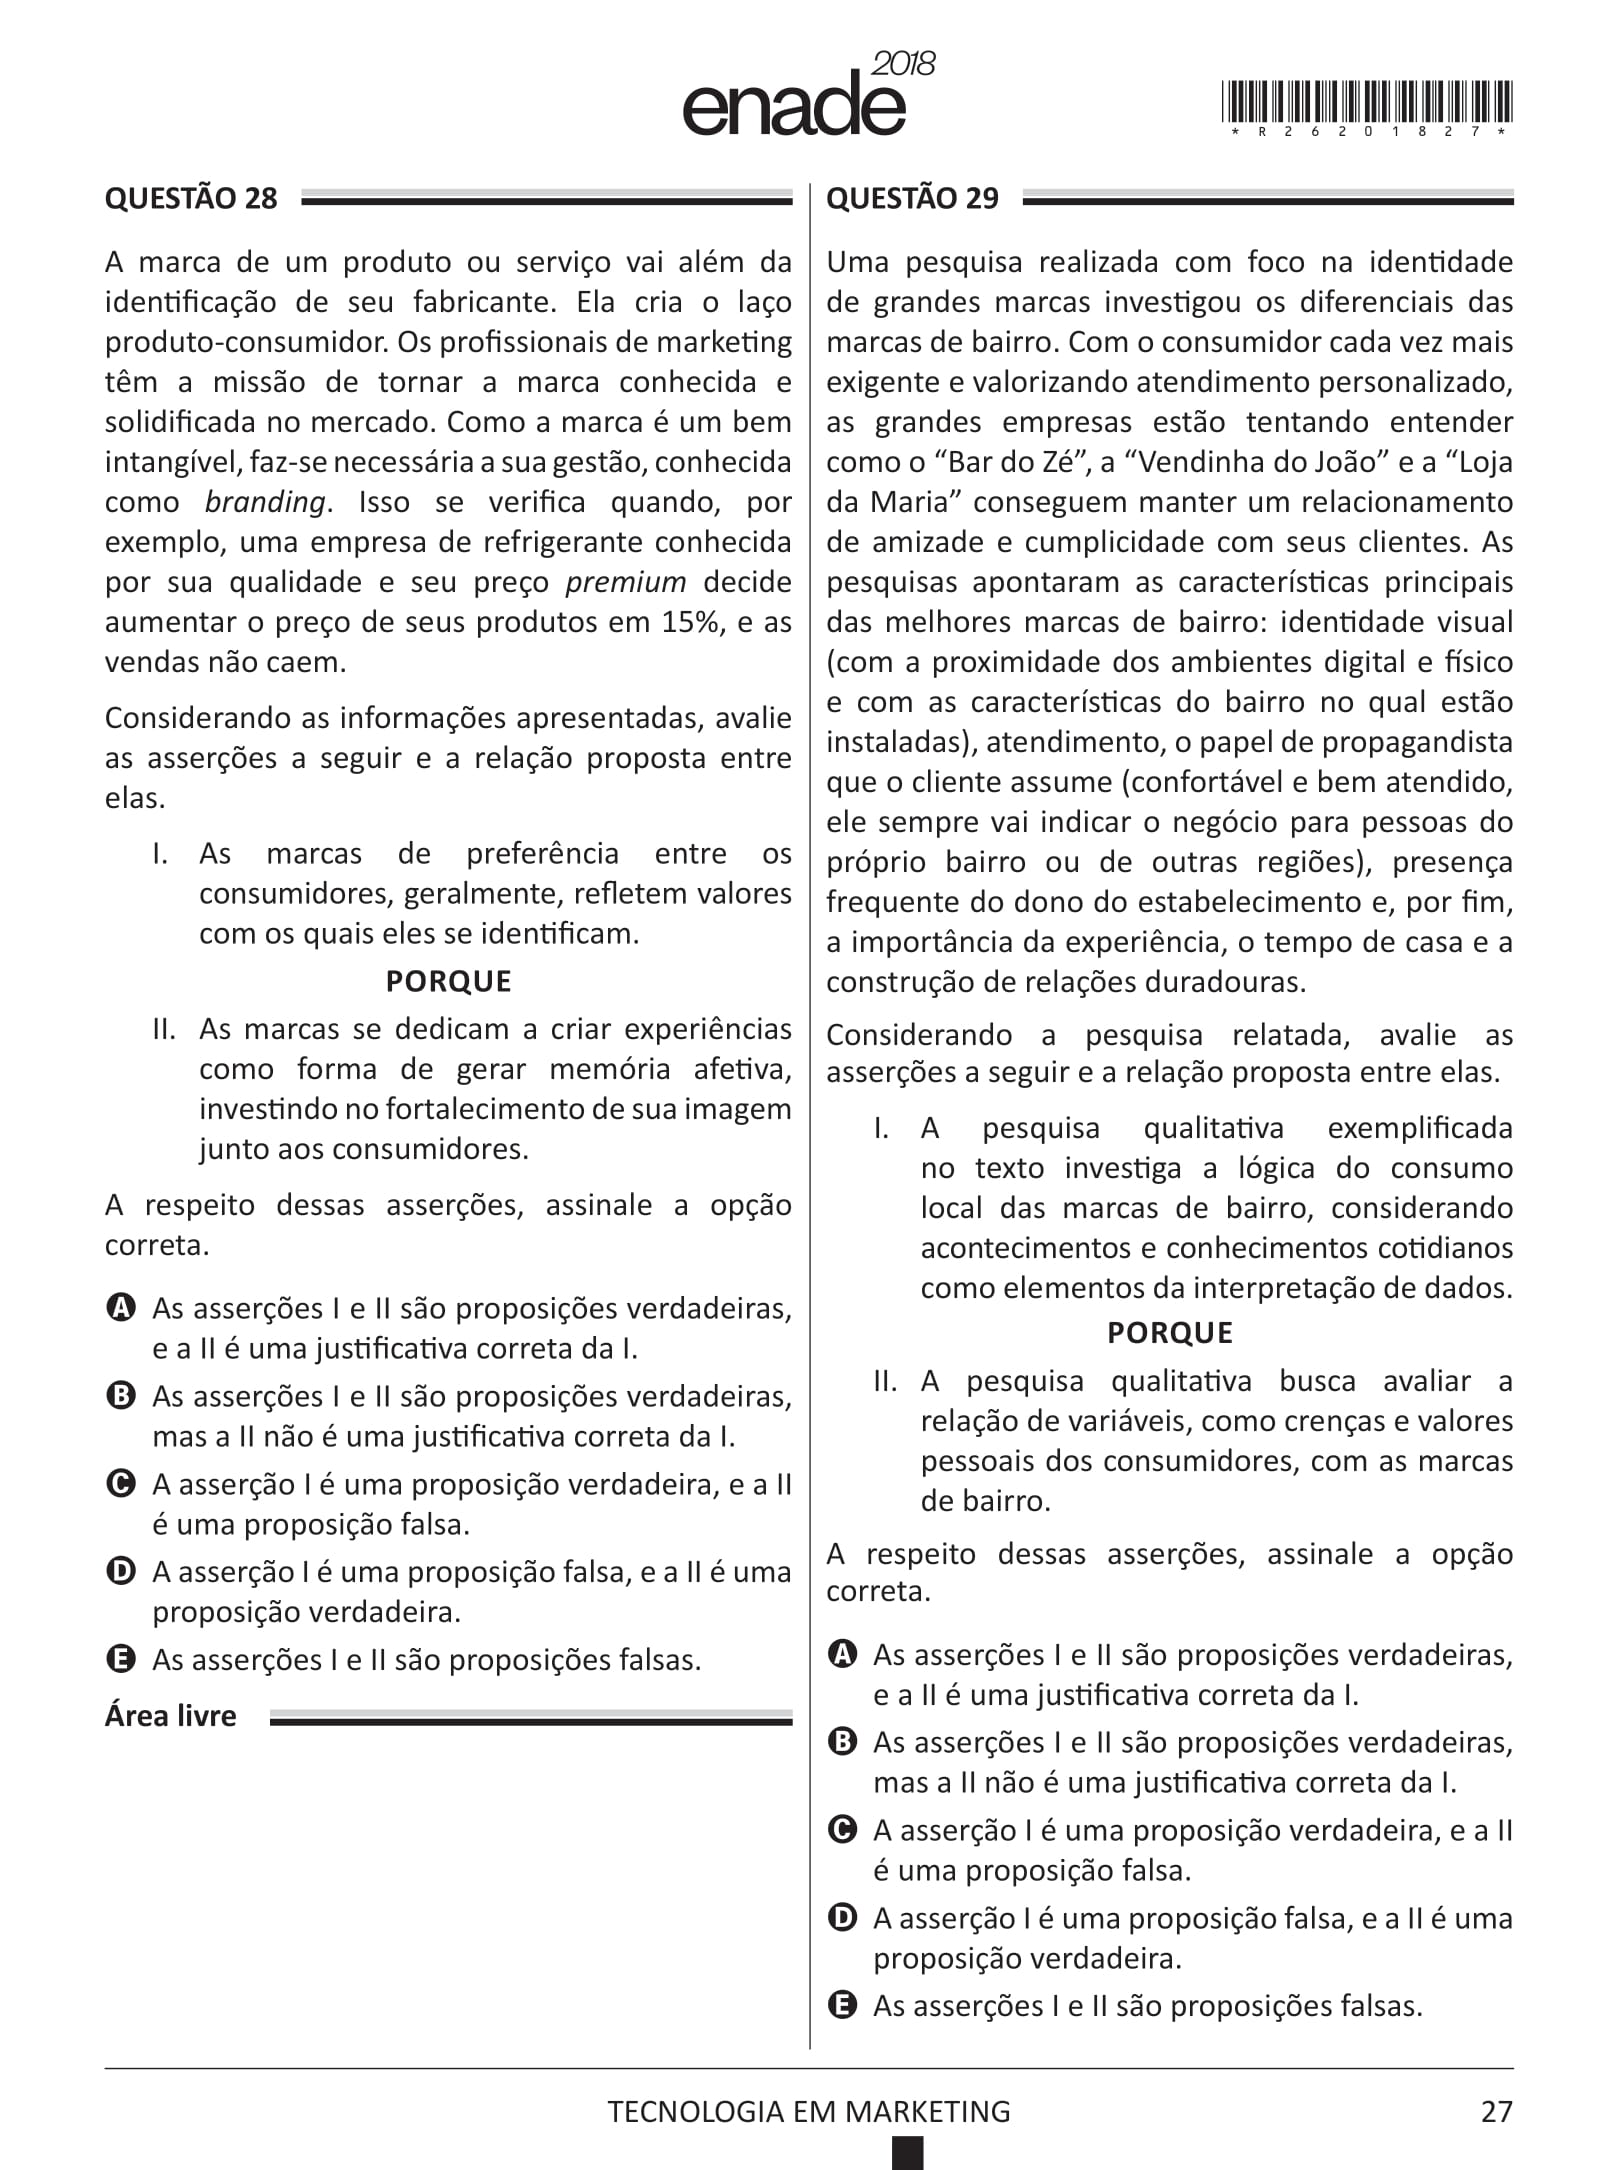 enade 2018
* R 2 6 2 0 1 8 2 7 *
QUESTÃO 28
A marca de um produto ou serviço vai além da
identificação de seu fabricante. Ela cria o laço
produto-consumidor. Os profissionais de marketing
têm a missão de tornar a marca conhecida e
solidificada no mercado. Como a marca é um bem
intangível, faz-se necessária a sua gestão, conhecida
como branding. Isso se verifica quando, por
exemplo, uma empresa de refrigerante conhecida
por sua qualidade e seu preço premium decide
aumentar o preço de seus produtos em 15%, e as
vendas não caem.
Considerando as informações apresentadas, avalie
as asserções a seguir e a relação proposta entre
elas.
I. As marcas de preferência entre os
consumidores, geralmente, refletem valores
com os quais eles se identificam.
PORQUE
II. As marcas se dedicam a criar experiências
como forma de gerar memória afetiva,
investindo no fortalecimento de sua imagem
junto aos consumidores.
A respeito dessas asserções, assinale a opção
correta.
A As asserções I e II são proposições verdadeiras,
e a II é uma justificativa correta da I.
B As asserções I e II são proposições verdadeiras,
mas a II não é uma justificativa correta da I.
C A asserção I é uma proposição verdadeira, e a II
é uma proposição falsa.
D A asserção I é uma proposição falsa, e a II é uma
proposição verdadeira.
E As asserções I e II são proposições falsas.
Área livre
QUESTÃO 29
Uma pesquisa realizada com foco na identidade
de grandes marcas investigou os diferenciais das
marcas de bairro. Com o consumidor cada vez mais
exigente e valorizando atendimento personalizado,
as grandes empresas estão tentando entender
como o “Bar do Zé”, a “Vendinha do João” e a “Loja
da Maria” conseguem manter um relacionamento
de amizade e cumplicidade com seus clientes. As
pesquisas apontaram as características principais
das melhores marcas de bairro: identidade visual
(com a proximidade dos ambientes digital e físico
e com as características do bairro no qual estão
instaladas), atendimento, o papel de propagandista
que o cliente assume (confortável e bem atendido,
ele sempre vai indicar o negócio para pessoas do
próprio bairro ou de outras regiões), presença
frequente do dono do estabelecimento e, por fim,
a importância da experiência, o tempo de casa e a
construção de relações duradouras.
Considerando a pesquisa relatada, avalie as
asserções a seguir e a relação proposta entre elas.
I. A pesquisa qualitativa exemplificada
no texto investiga a lógica do consumo
local das marcas de bairro, considerando
acontecimentos e conhecimentos cotidianos
como elementos da interpretação de dados.
PORQUE
II. A pesquisa qualitativa busca avaliar a
relação de variáveis, como crenças e valores
pessoais dos consumidores, com as marcas
de bairro.
A respeito dessas asserções, assinale a opção
correta.
A As asserções I e II são proposições verdadeiras,
e a II é uma justificativa correta da I.
B As asserções I e II são proposições verdadeiras,
mas a II não é uma justificativa correta da I.
C A asserção I é uma proposição verdadeira, e a II
é uma proposição falsa.
D A asserção I é uma proposição falsa, e a II é uma
proposição verdadeira.
E As asserções I e II são proposições falsas.
TECNOLOGIA EM MARKETING
27